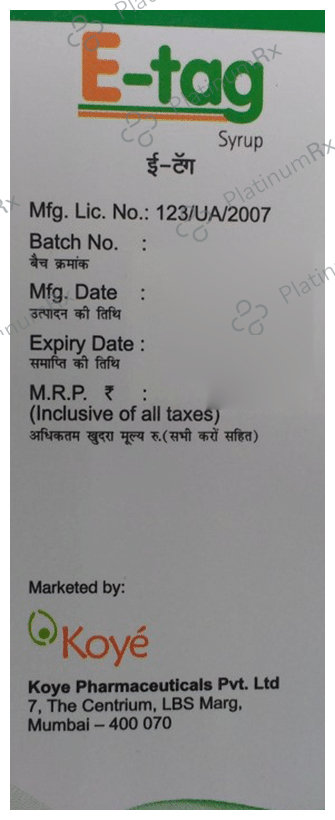 E-tag
Syrup
ई-टॅग
Mfg. Lic. No.: 123/UA/2007
Batch No. :
बैच क्रमांक
Mfg. Date :
उत्पादन की तिथि
Expiry Date :
समाप्ति की तिथि
M.R.P. ₹ :
(Inclusive of all taxes)
अधिकतम खुदरा मूल्य रु.(सभी करों सहित)
Marketed by:
Koyé
Koye Pharmaceuticals Pvt. Ltd
7, The Centrium, LBS Marg,
Mumbai – 400 070
PlatinumRx
PlatinumRx